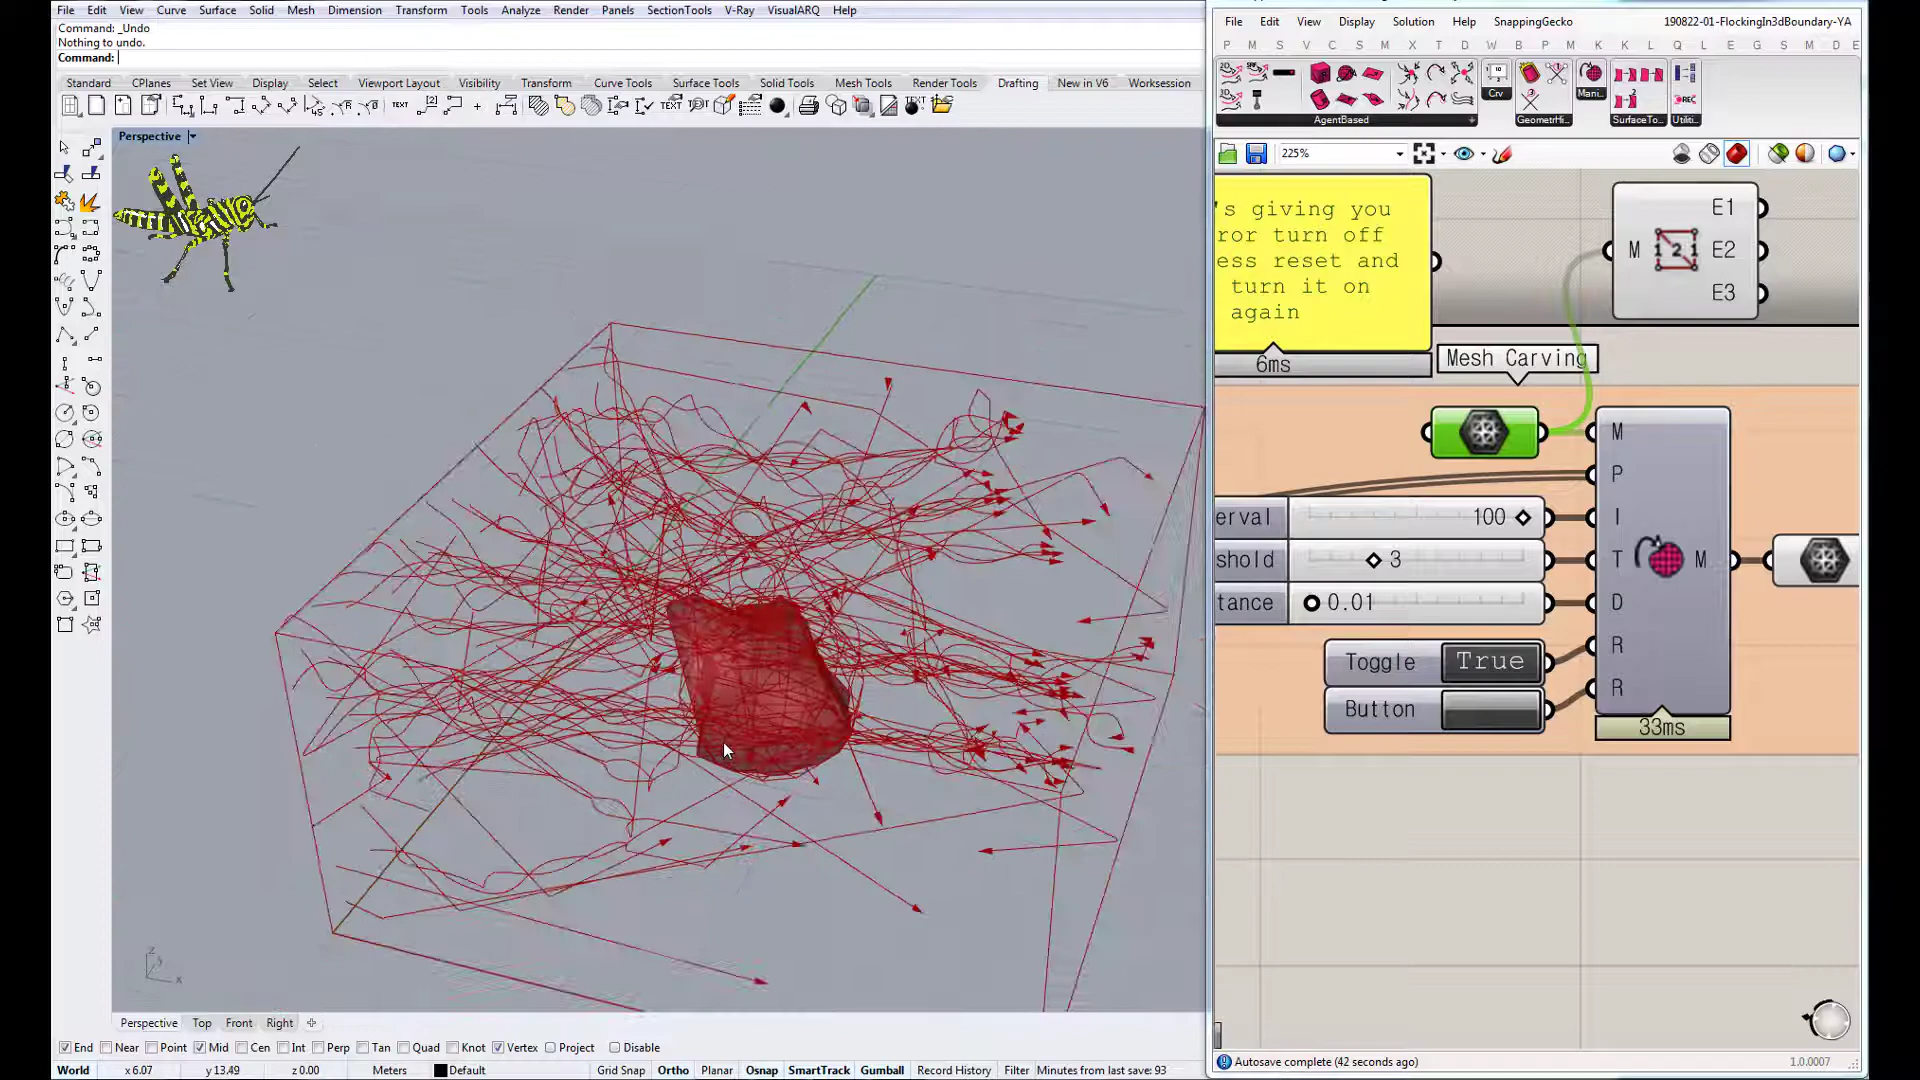 File Edit View Curve Surface Solid Mesh Dimension Transform Tools Analyze Render Panels SectionTools V-Ray VisualARQ Help
Command: _Undo
Nothing to undo.
Command:
Standard CPlanes Set View Display Select Viewport Layout Visibility Transform Curve Tools Surface Tools Solid Tools Mesh Tools Render Tools Drafting New in V6 Worksession
Perspective
z
y
x
Perspective Top Front Right
End Near Point Mid Cen Int Perp Tan Quad Knot Vertex Project Disable
World x 6.07 y 13.49 z 0.00 Meters Default Grid Snap Ortho Planar Osnap SmartTrack Gumball Record History Filter Minutes from last save: 93
File Edit View Display Solution Help SnappingGecko 190822-01-FlockingIn3dBoundary-YA
P M S V C S M X T D W S B P M K K L U T L Q L E G S M D E
Crv Mani...
AgentBased GeometrHi... SurfaceTo... Utiliti...
225%
's giving you
ror turn off
ess reset and
turn it on
again
6ms
M E1 E2 E3
Mesh Carving
M
P
erval 100 I
shold 3 T M
tance 0.01 D
Toggle True R
Button R
33ms
Autosave complete (42 seconds ago) 1.0.0007